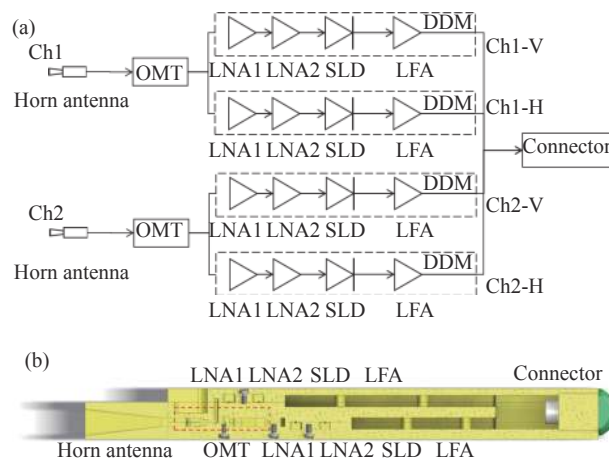 (a)
DDM
Ch1
Ch1-V
OMT
LNA1 LNA2 SLD LFA
Horn antenna
DDM
Ch1-H
LNA1 LNA2 SLD LFA
Connector
DDM
Ch2
Ch2-V
OMT
LNA1 LNA2 SLD LFA
Horn antenna
DDM
Ch2-H
LNA1 LNA2 SLD LFA
(b)
LNA1 LNA2 SLD LFA
Connector
Horn antenna OMT LNA1 LNA2 SLD LFA